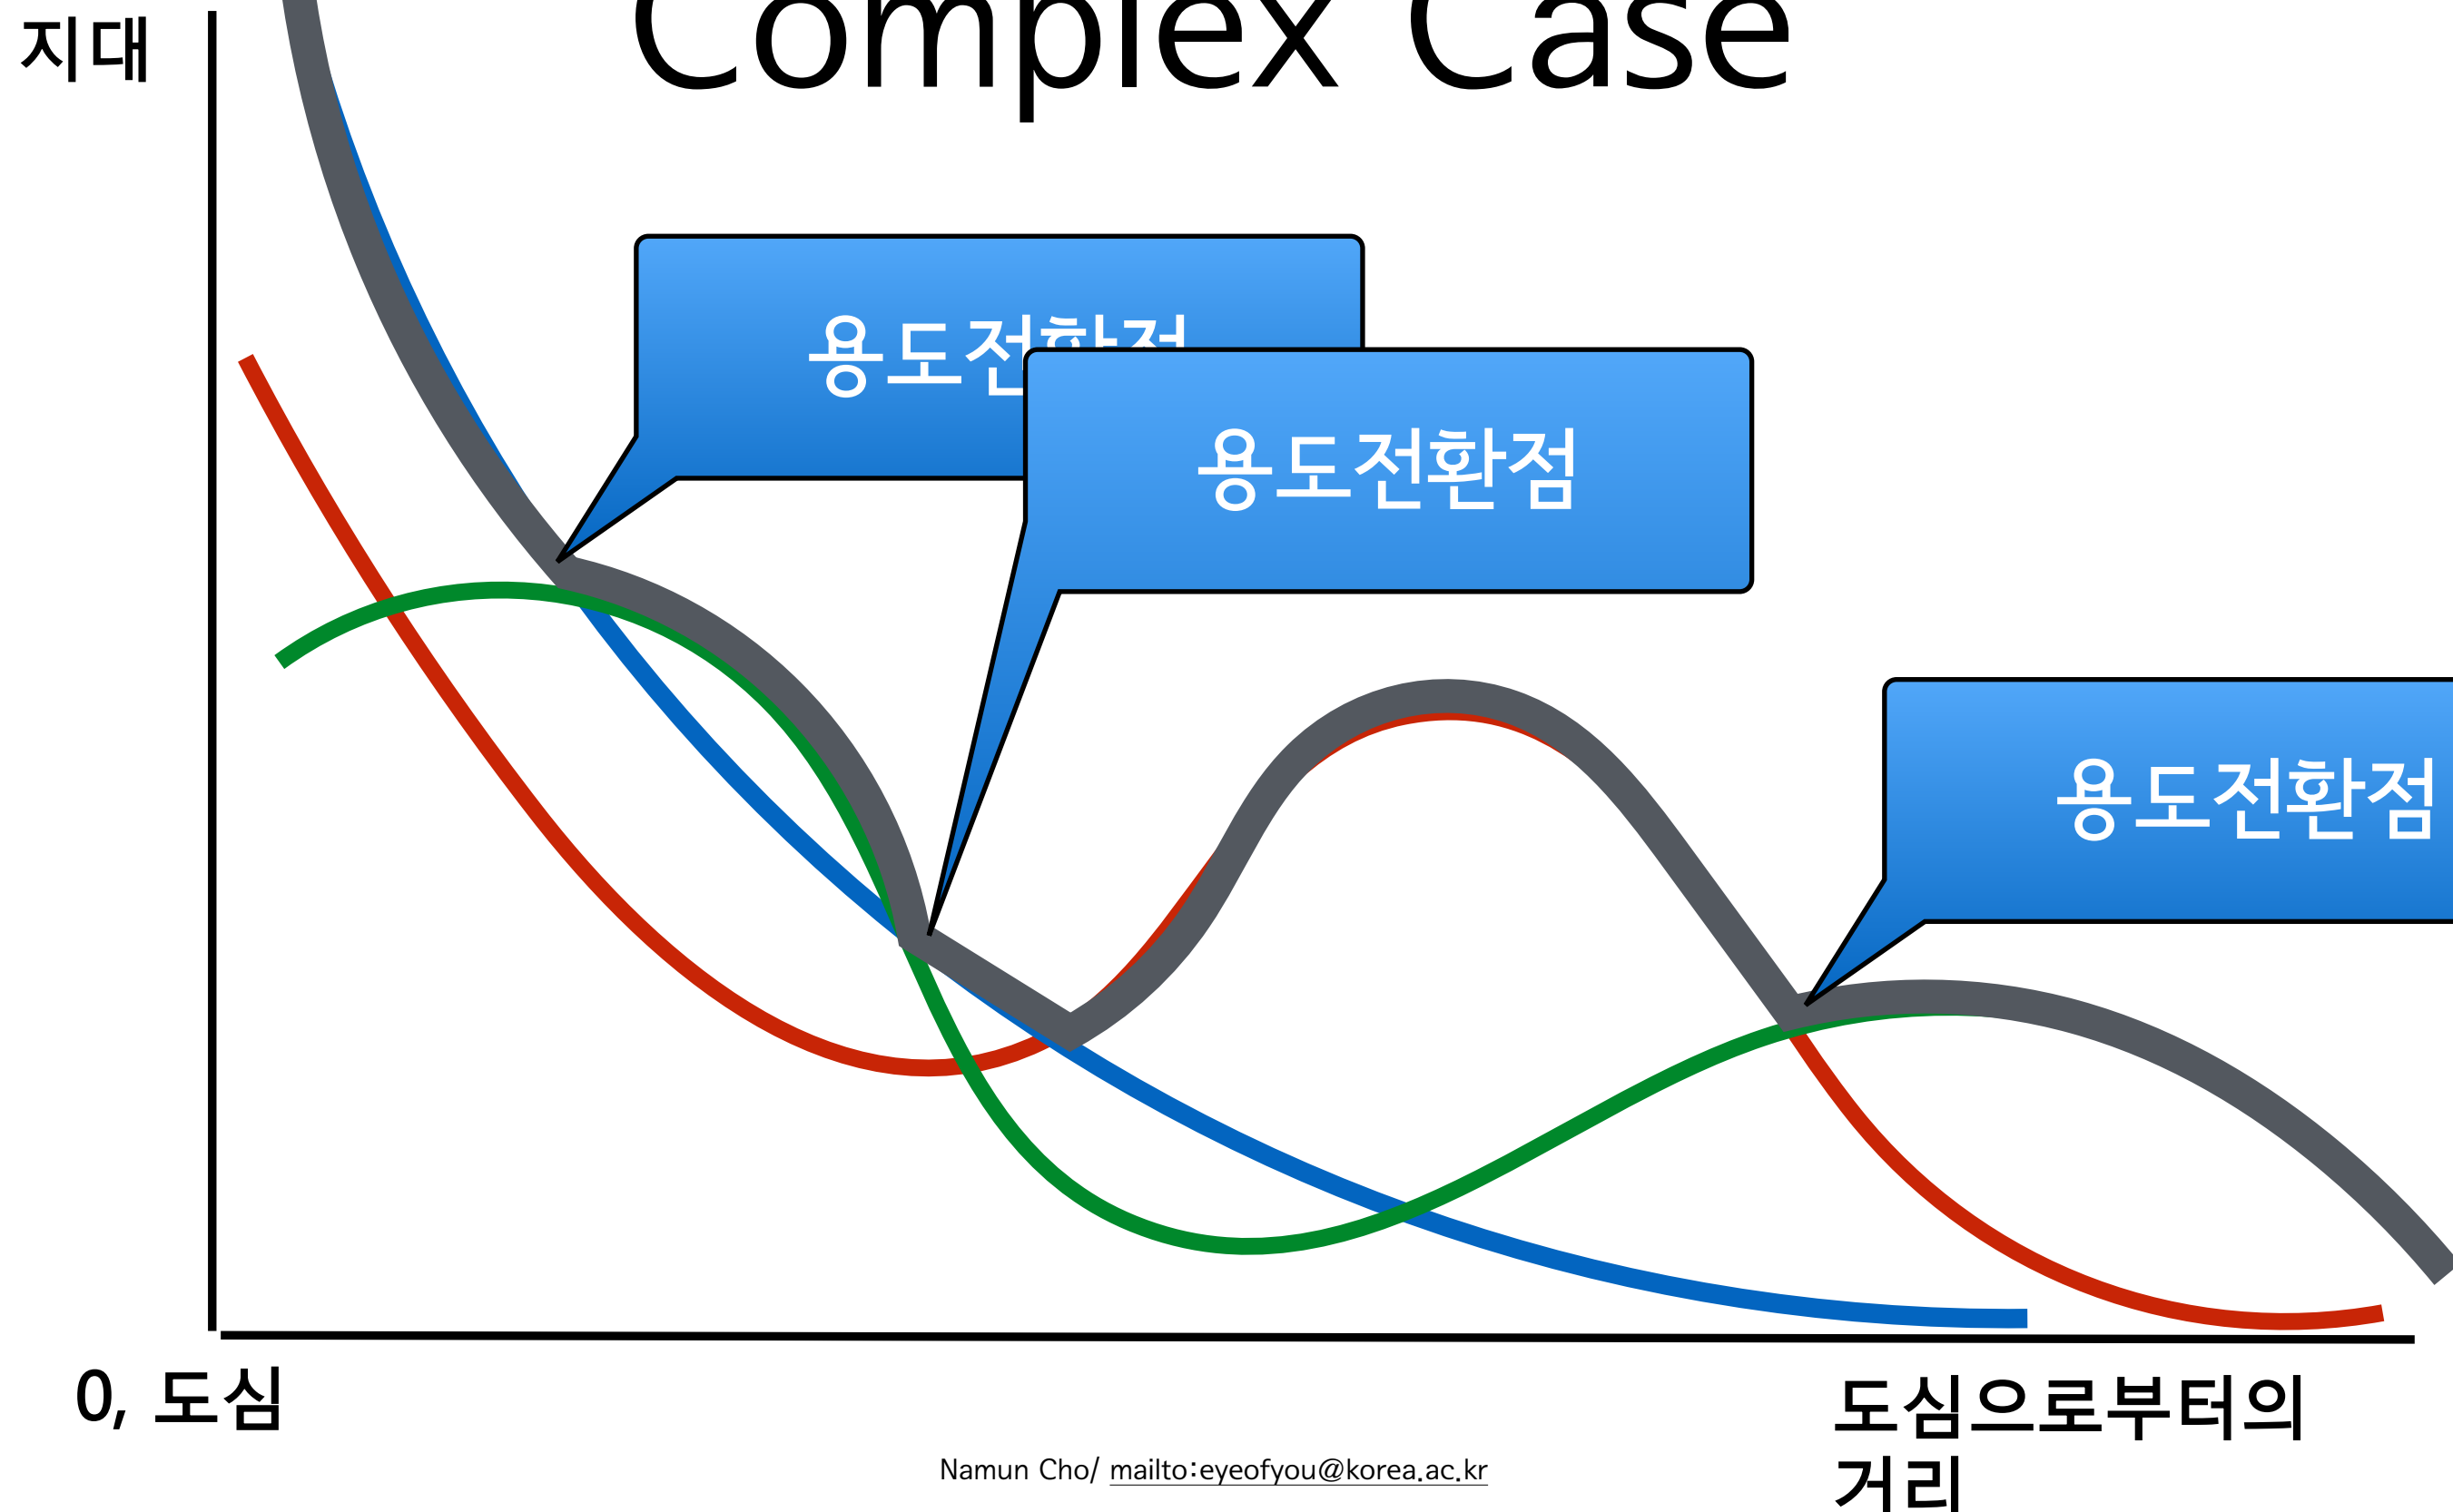 Complex Case
지대
용도전환점
용도전환점
용도전환점
0, 도심
도심으로부터의
거리
Namun Cho/ mailto:eyeofyou@korea.ac.kr